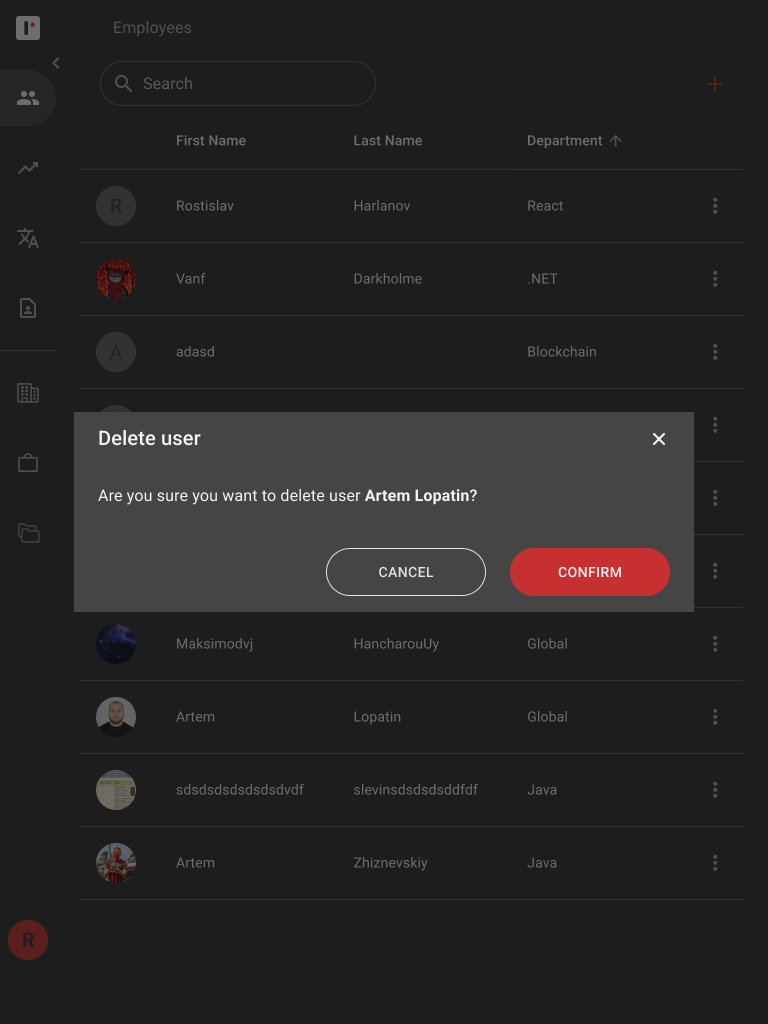 Employees
Search
First Name Last Name Department
R Rostislav Harlanov React
Vanf Darkholme .NET
A adasd Blockchain
Delete user
Are you sure you want to delete user Artem Lopatin?
CANCEL CONFIRM
Maksimodvj HancharouUy Global
Artem Lopatin Global
sdsdsdsdsdsdsdvdf slevinsdsdsdsddfdf Java
Artem Zhiznevskiy Java
R